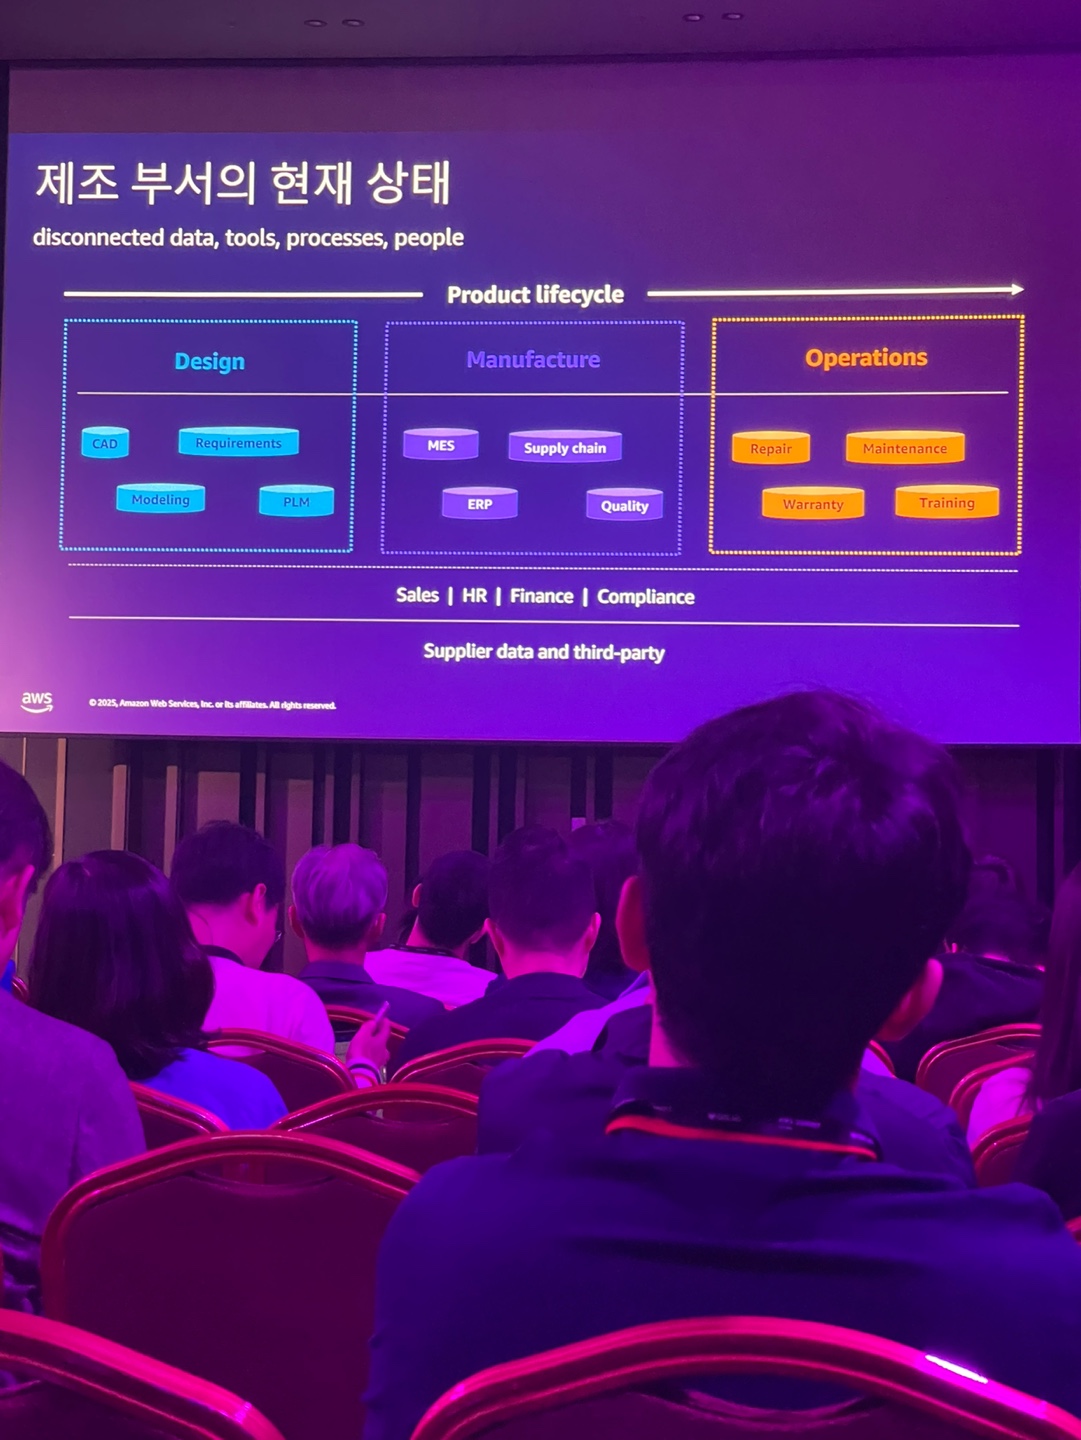 제조 부서의 현재 상태
disconnected data, tools, processes, people
Product lifecycle
Design
CAD
Requirements
Modeling
PLM
Manufacture
MES
Supply chain
ERP
Quality
Operations
Repair
Maintenance
Warranty
Training
Sales | HR | Finance | Compliance
Supplier data and third-party
aws
© 2025, Amazon Web Services, Inc. or its affiliates. All rights reserved.